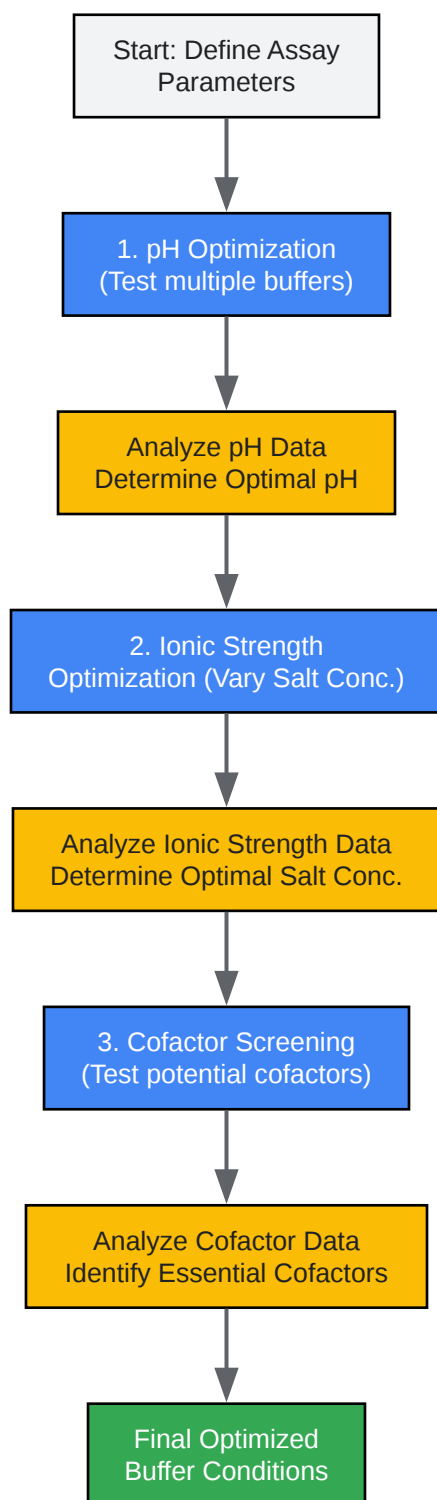 Start: Define Assay
Parameters
1. pH Optimization
(Test multiple buffers)
Analyze pH Data
Determine Optimal pH
2. Ionic Strength
Optimization (Vary Salt Conc.)
Analyze Ionic Strength Data
Determine Optimal Salt Conc.
3. Cofactor Screening
(Test potential cofactors)
Analyze Cofactor Data
Identify Essential Cofactors
Final Optimized
Buffer Conditions